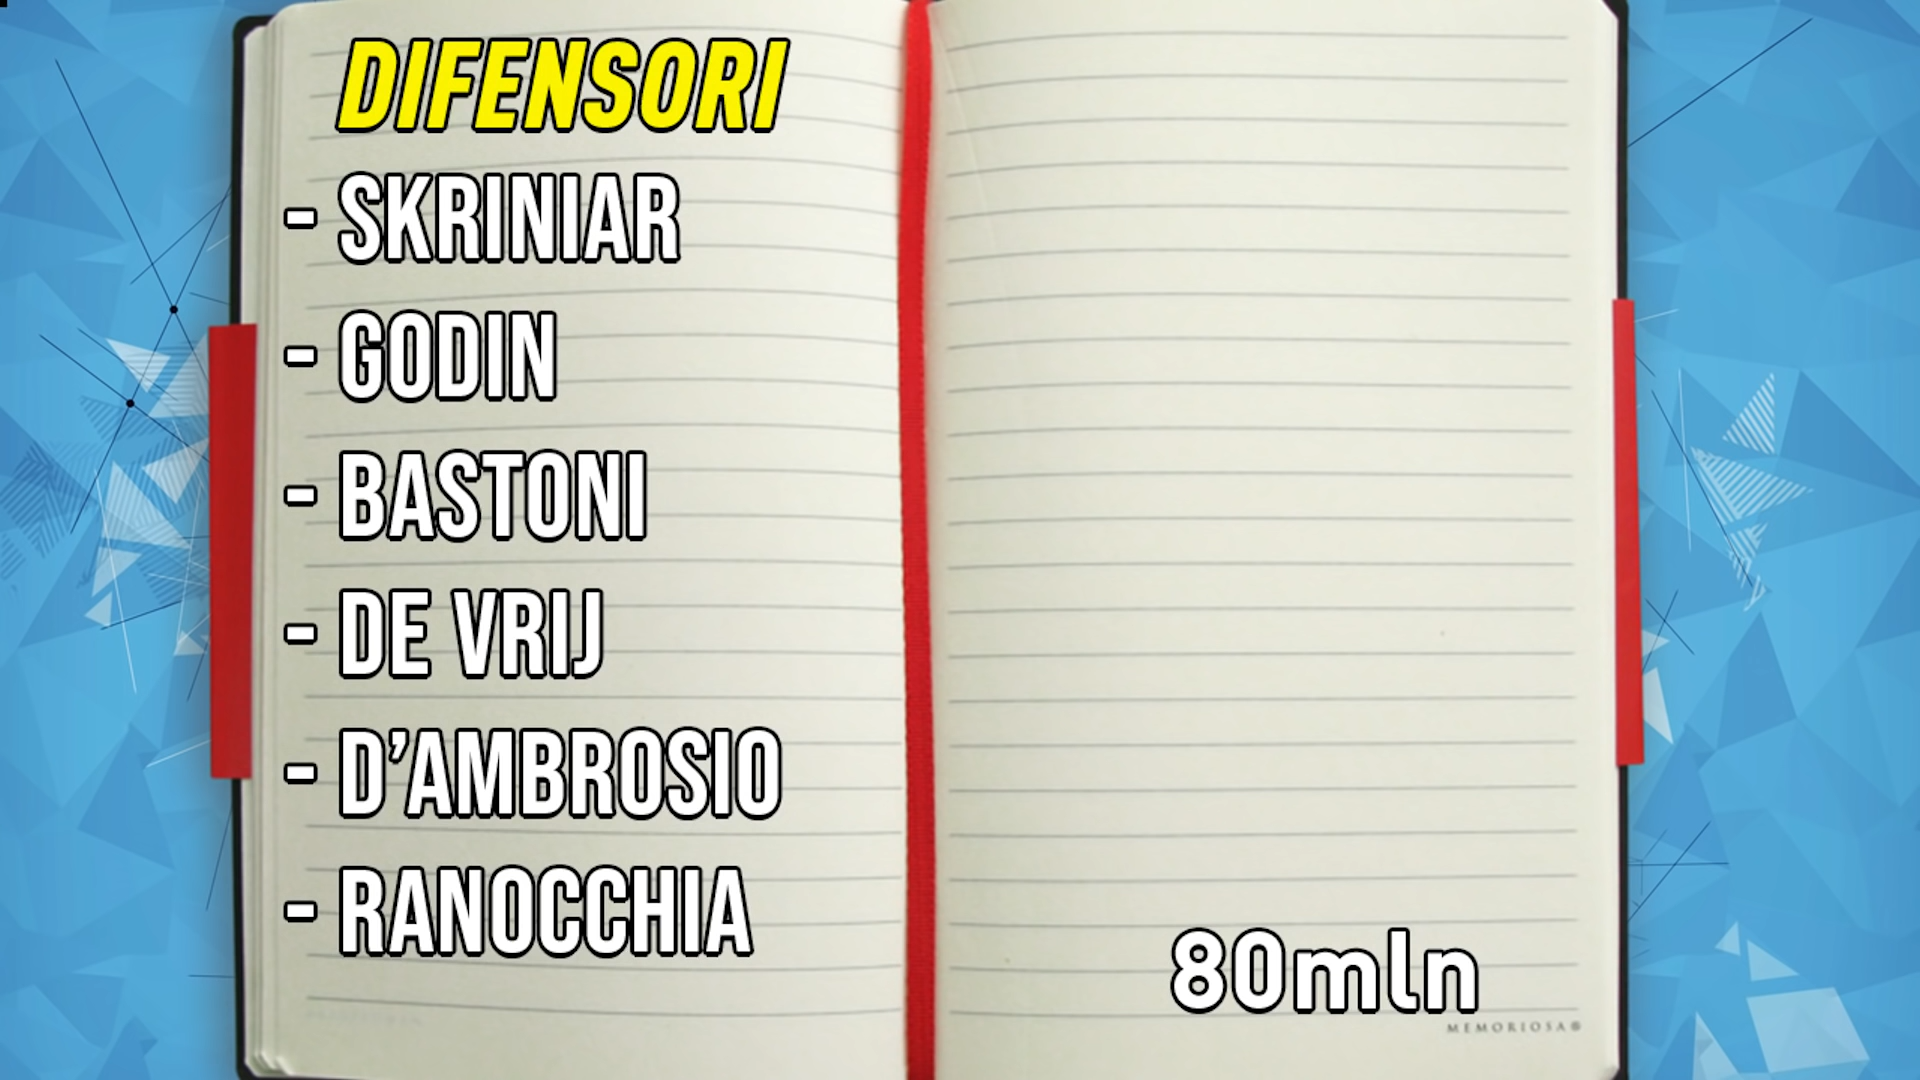 DIFENSORI
- SKRINIAR
- GODIN
- BASTONI
- DE VRIJ
- D'AMBROSIO
- RANOCCHIA
80mln
MEMORIOSA®